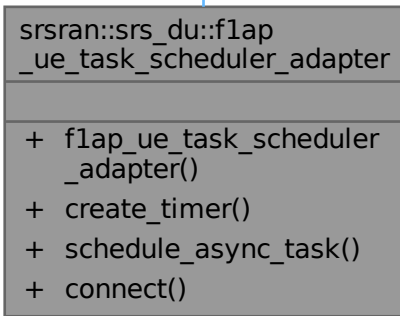 srsran::srs_du::f1ap
_ue_task_scheduler_adapter
+ f1ap_ue_task_scheduler
_adapter()
+ create_timer()
+ schedule_async_task()
+ connect()